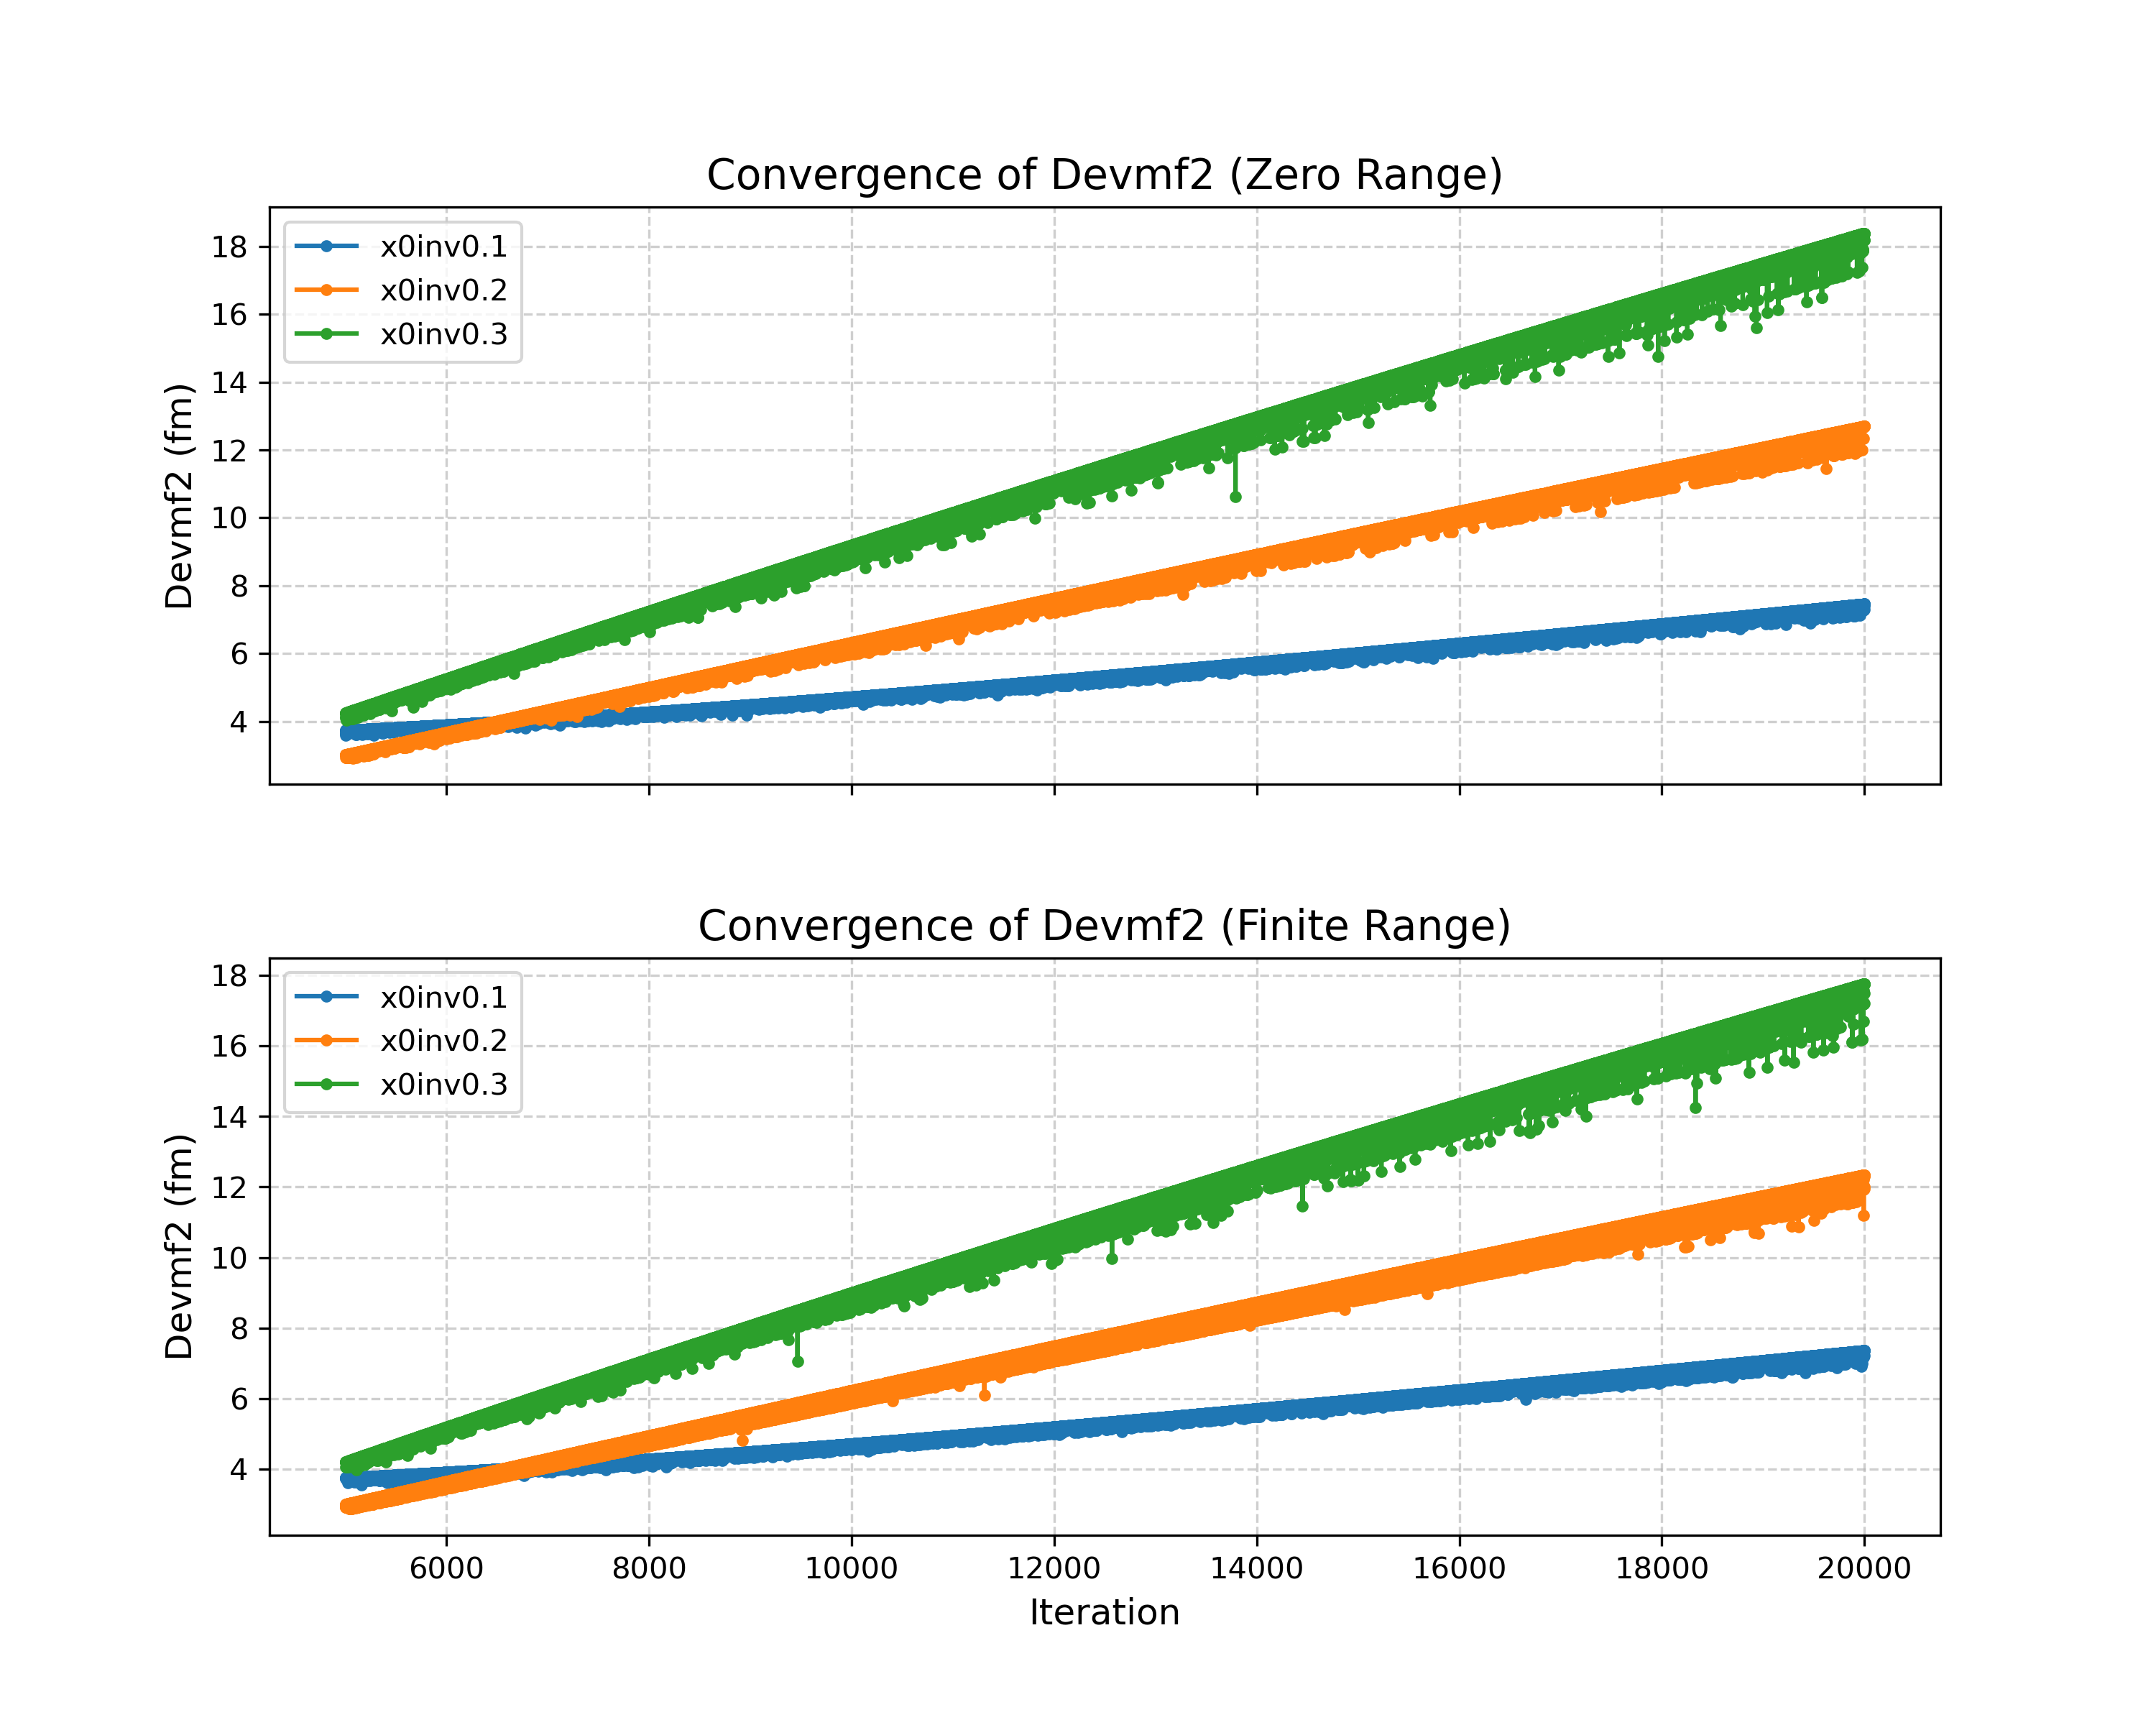 Convergence of Devmf2 (Zero Range)
x0inv0.1
x0inv0.2
x0inv0.3
18
16
14
12
10
8
6
4
Devmf2 (fm)
Convergence of Devmf2 (Finite Range)
x0inv0.1
x0inv0.2
x0inv0.3
18
16
14
12
10
8
6
4
Devmf2 (fm)
6000 8000 10000 12000 14000 16000 18000 20000
Iteration